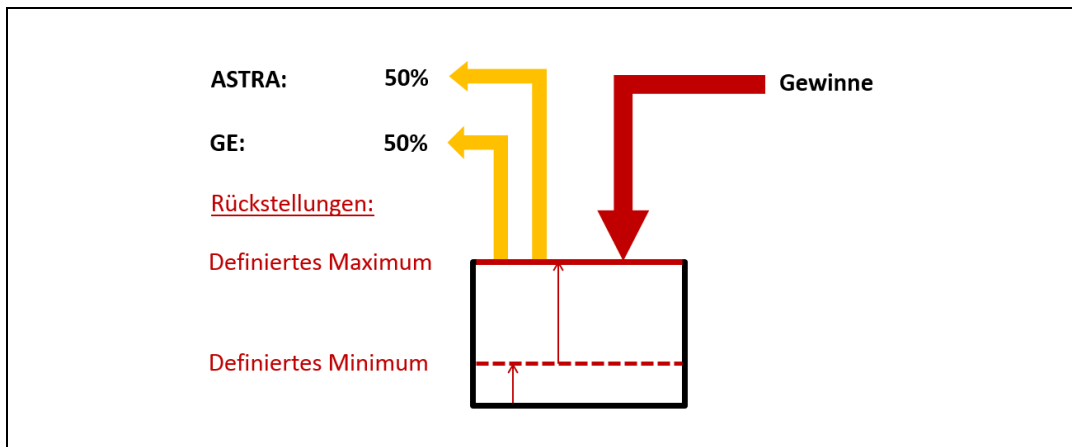 ASTRA: 50%
Gewinne
GE: 50%
Rückstellungen:
Definiertes Maximum
Definiertes Minimum